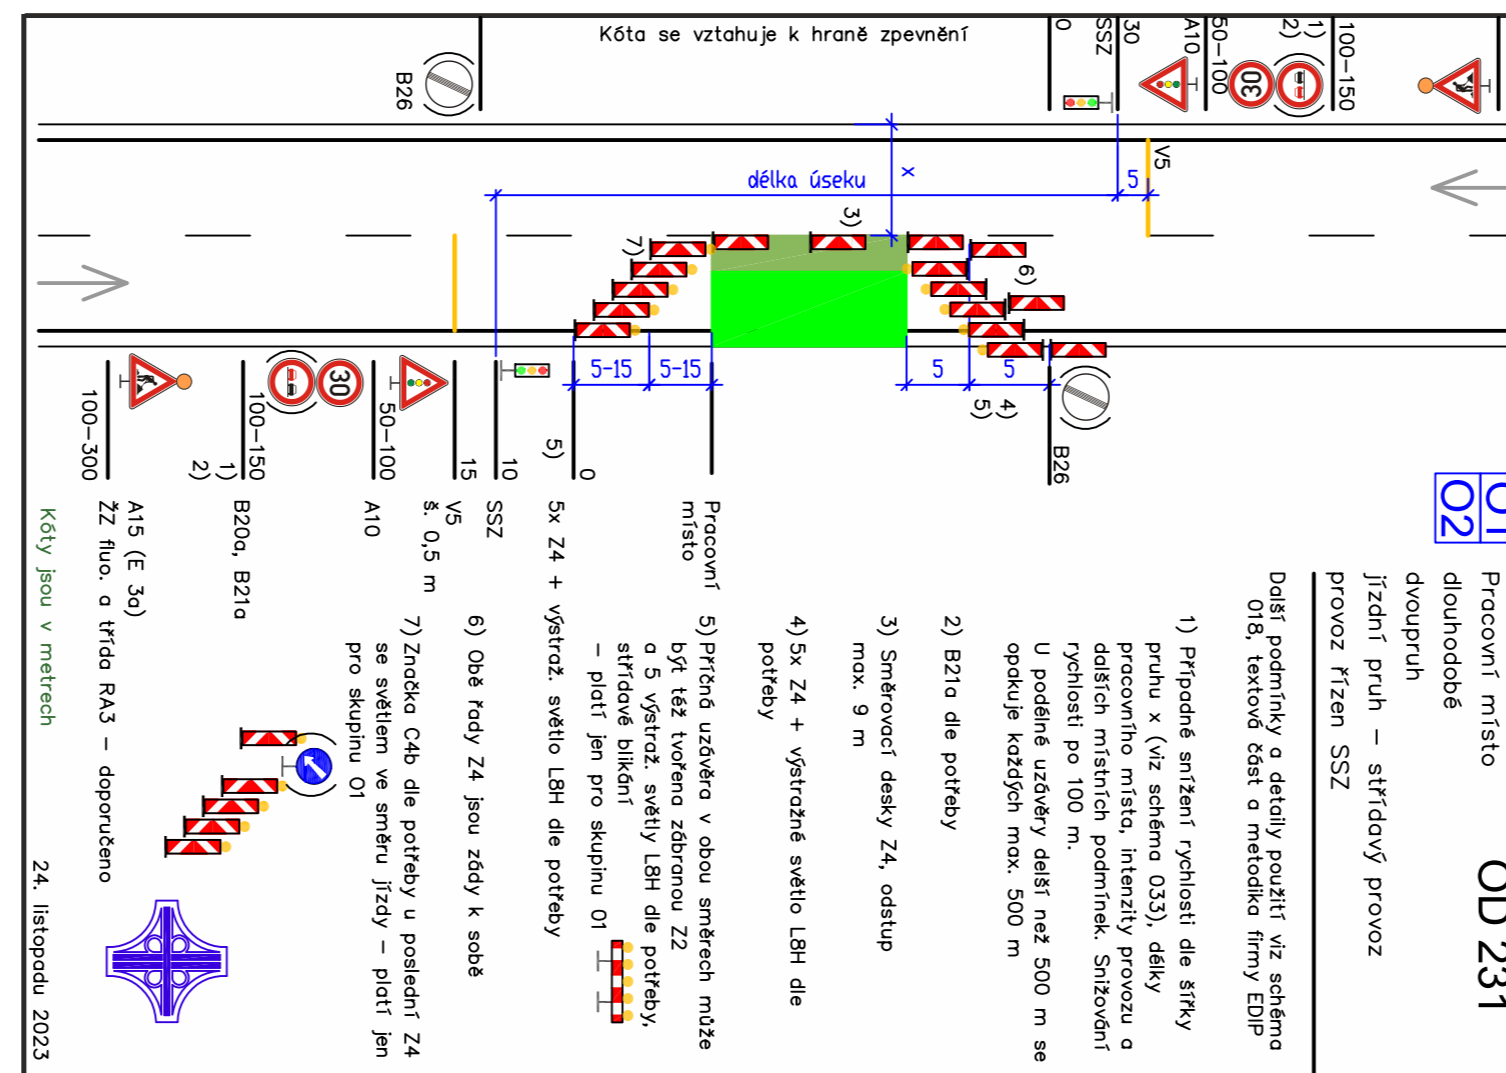 Kóta se vztahuje k hraně zpevnění
B26
0
SSZ
30
A10
50-100
30
1)
2)
100-150
V5
x
délka úseku
5
3)
7)
6)
5-15
5-15
5
5
4)
5)
B26
100-300
1)
2)
100-150
30
50-100
15
10
5)
0
A15 (E 3a)
ŽZ fluo. a třída RA3 - doporučeno
B20a, B21a
A10
V5
š. 0,5 m
SSZ
5x Z4 + výstraž. světlo L8H dle potřeby
Pracovní
místo
O2
OD 231
Pracovní místo
dlouhodobé
dvoupruh
jízdní pruh - střídavý provoz
provoz řízen SSZ
Další podmínky a detaily použití viz schéma
018, textová část a metodika firmy EDIP
1) Případné snížení rychlosti dle šířky
pruhu x (viz schéma 033), délky
pracovního místa, intenzity provozu a
dalších místních podmínek. Snižování
rychlosti po 100 m.
U podélné uzávěry delší než 500 m se
opakuje každých max. 500 m
2) B21a dle potřeby
3) Směrovací desky Z4, odstup
max. 9 m
4) 5x Z4 + výstražné světlo L8H dle
potřeby
5) Příčná uzávěra v obou směrech může
být též tvořena zábranou Z2
a 5 výstraž. světly L8H dle potřeby,
střídavé blikání
- platí jen pro skupinu O1
6) Obě řady Z4 jsou zády k sobě
7) Značka C4b dle potřeby u poslední Z4
se světlem ve směru jízdy - platí jen
pro skupinu O1
Kóty jsou v metrech
24. listopadu 2023